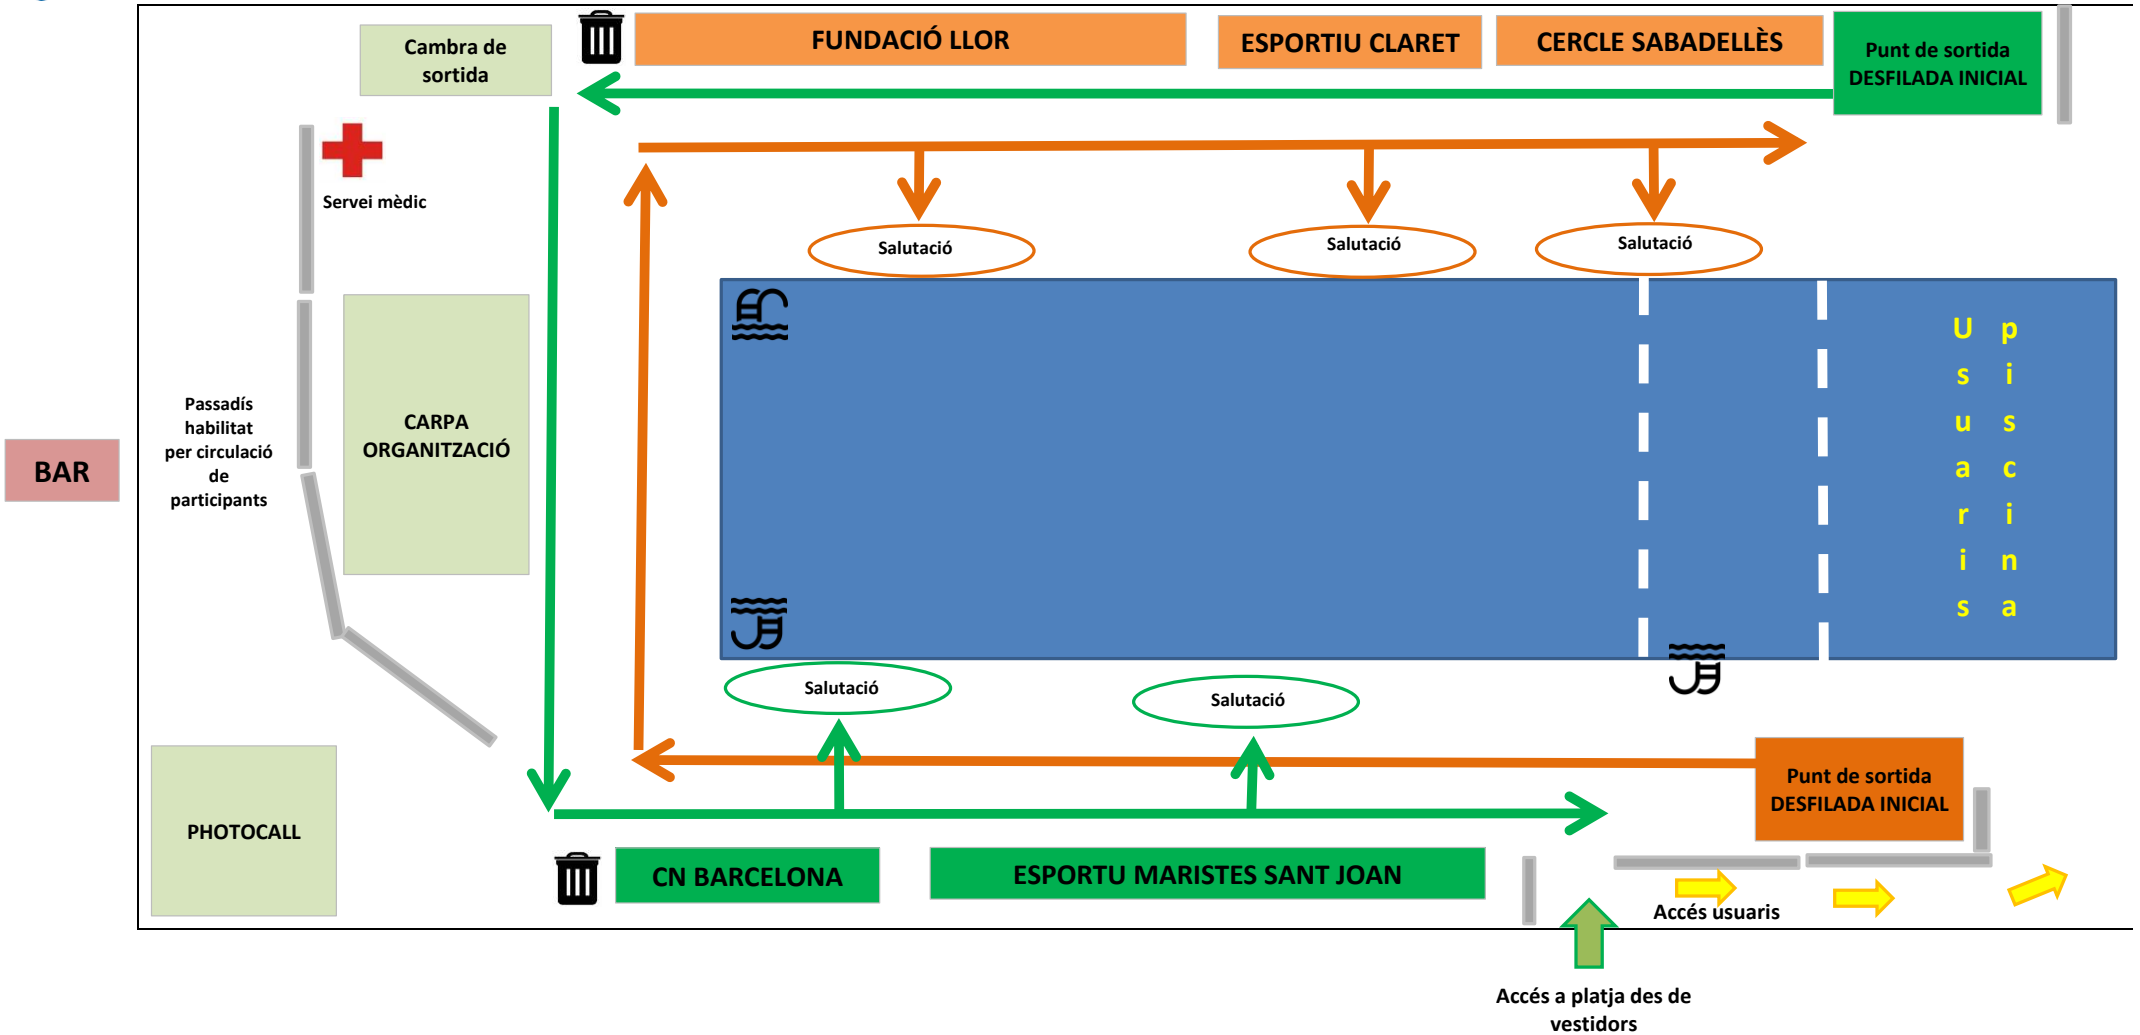 Cambra de
sortida
FUNDACIÓ LLOR
ESPORTIU CLARET
CERCLE SABADELLÈS
Punt de sortida
DESFILADA INICIAL
Servei mèdic
Salutació
Salutació
Salutació
Passadís
habilitat
per circulació
de
participants
CARPA
ORGANITZACIÓ
BAR
Usuaris
piscina
Salutació
Salutació
Punt de sortida
DESFILADA INICIAL
PHOTOCALL
CN BARCELONA
ESPORTU MARISTES SANT JOAN
Accés usuaris
Accés a platja des de
vestidors